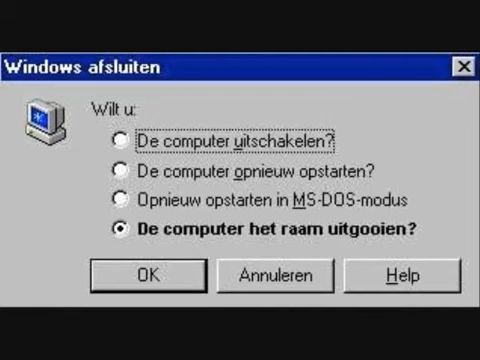 Windows afsluiten
Wilt u:
De computer uitschakelen?
De computer opnieuw opstarten?
Opnieuw opstarten in MS-DOS-modus
De computer het raam uitgooien?
OK Annuleren Help